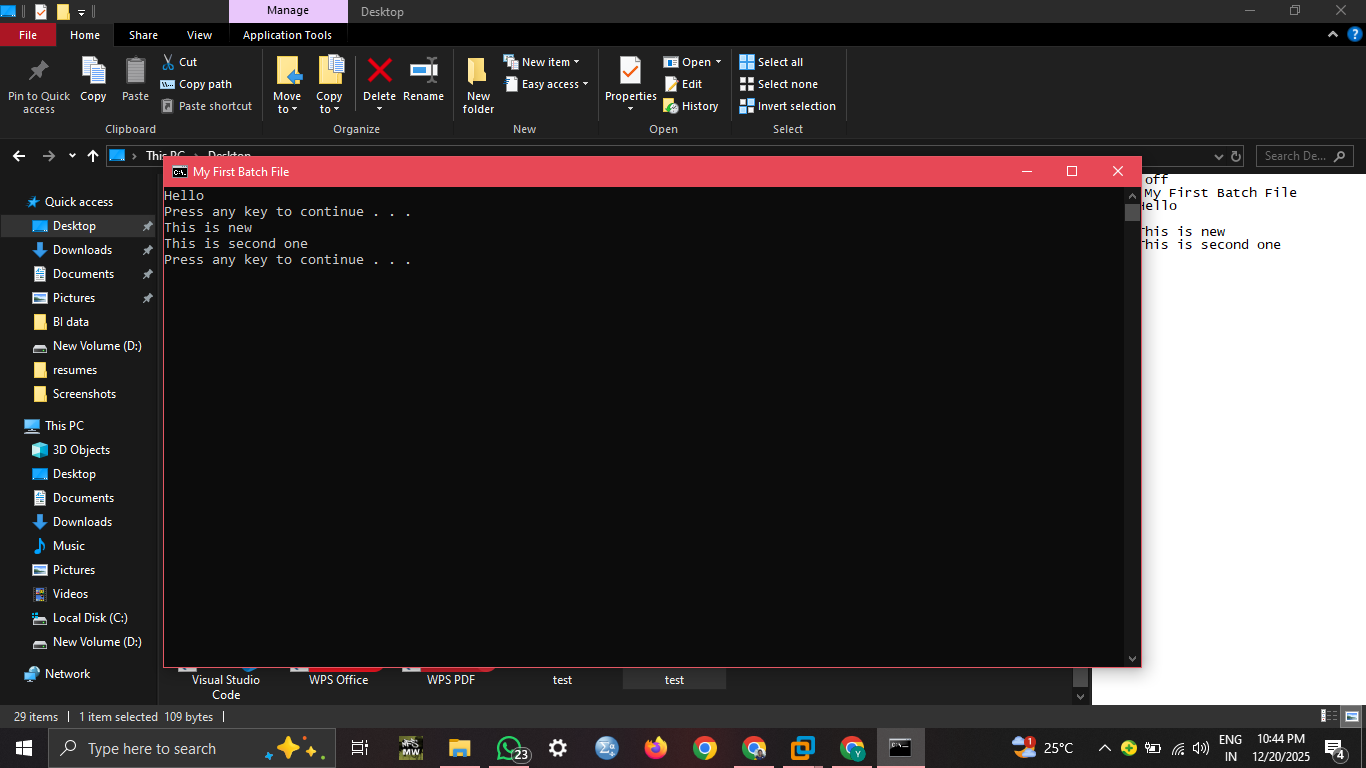 Manage
Desktop
File
Home
Share
View
Application Tools
Pin to Quick access
Copy
Paste
Cut
Copy path
Paste shortcut
Clipboard
Move to
Copy to
Delete
Rename
Organize
New folder
New item
Easy access
New
Properties
Open
Edit
History
Open
Select all
Select none
Invert selection
Select
This PC
Desktop
Search De...
My First Batch File
Hello
Press any key to continue . . .
This is new
This is second one
Press any key to continue . . .
off
My First Batch File
Hello
This is new
This is second one
Quick access
Desktop
Downloads
Documents
Pictures
BI data
New Volume (D:)
resumes
Screenshots
This PC
3D Objects
Desktop
Documents
Downloads
Music
Pictures
Videos
Local Disk (C:)
New Volume (D:)
Network
Visual Studio Code
WPS Office
WPS PDF
test
test
29 items
1 item selected 109 bytes
Type here to search
MW
23
1
25°C
ENG
IN
10:44 PM
12/20/2025
4